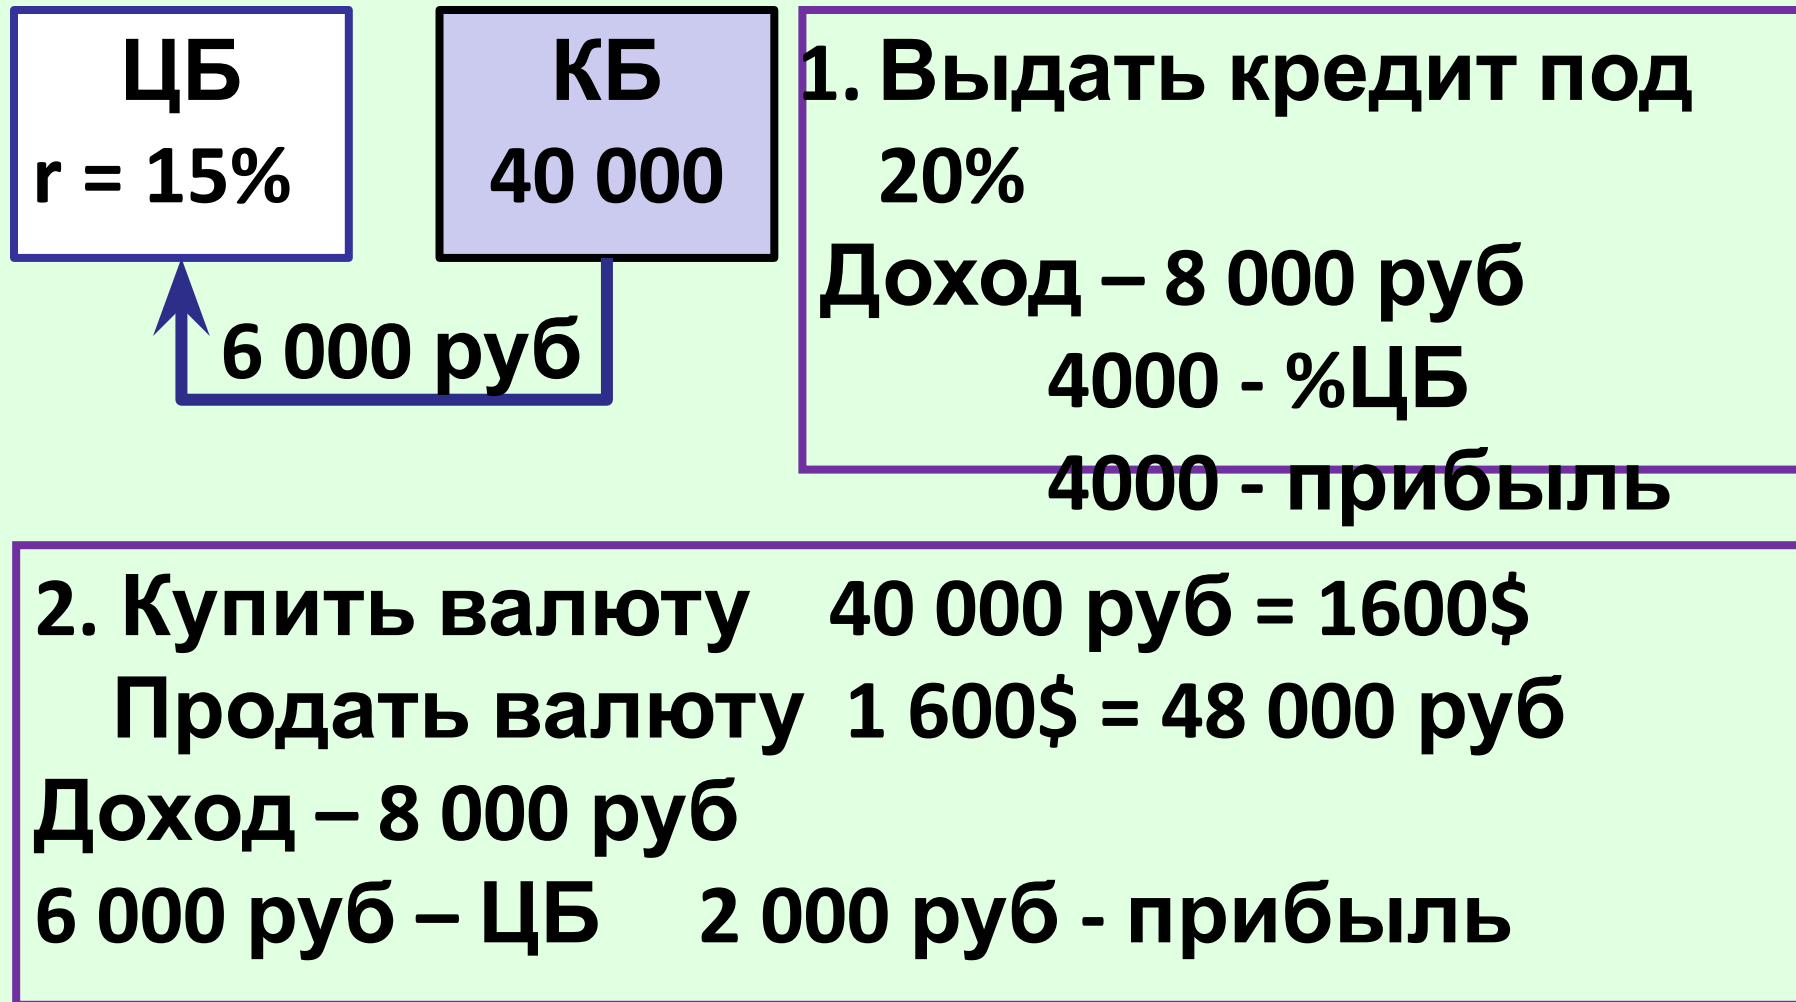 ЦБ
r = 15%
КБ
40 000
6 000 руб
1. Выдать кредит под
20%
Доход – 8 000 руб
4000 - %ЦБ
4000 - прибыль
2. Купить валюту 40 000 руб = 1600$
Продать валюту 1 600$ = 48 000 руб
Доход – 8 000 руб
6 000 руб – ЦБ 2 000 руб - прибыль